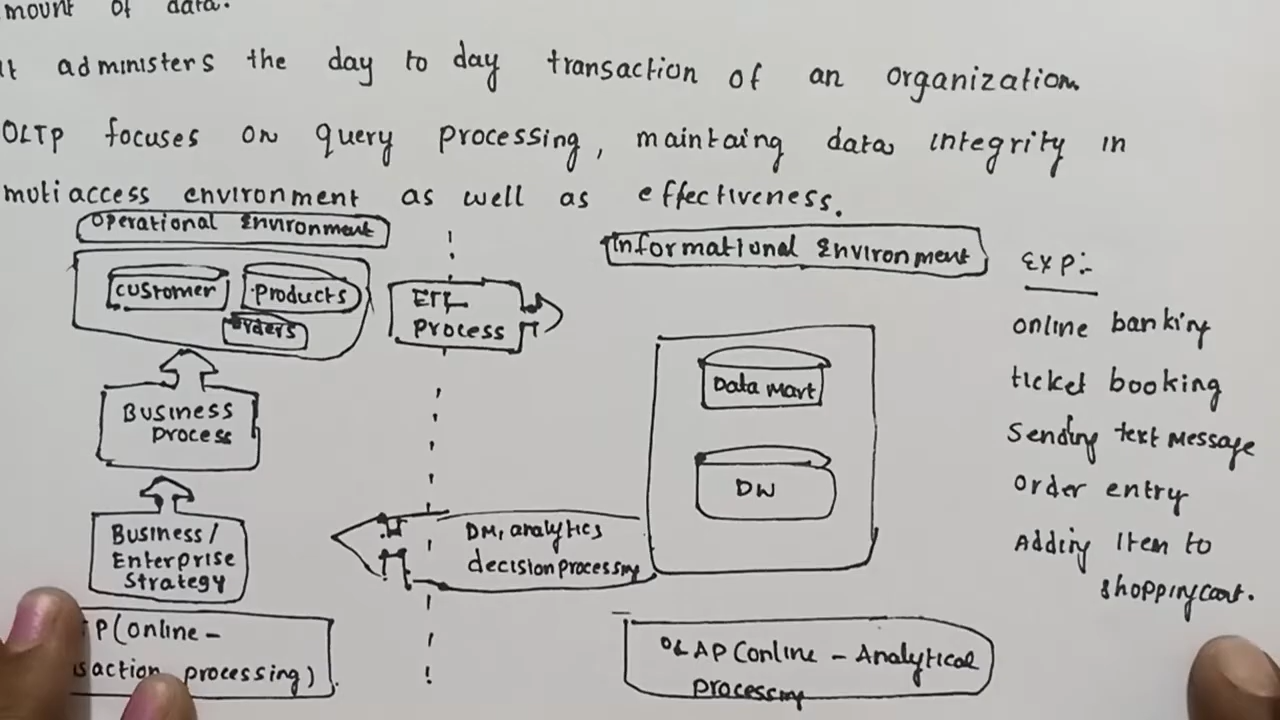 mount of data.
It administers the day to day transaction of an organization
OLTP focuses on query processing, maintaing data integrity in
mutiaccess environment as well as effectiveness.
operational Environment
Informational Environment
customer
Products
orders
ETL
Process
Business
Process
Business/
Enterprise
Strategy
Data Mart
DW
DM, analytics
decision processing
EXP:-
online banking
ticket booking
Sending text Message
Order entry
Adding Item to
shopping cart.
P(online -
saction processing)
OLAP (online - Analytical
processing